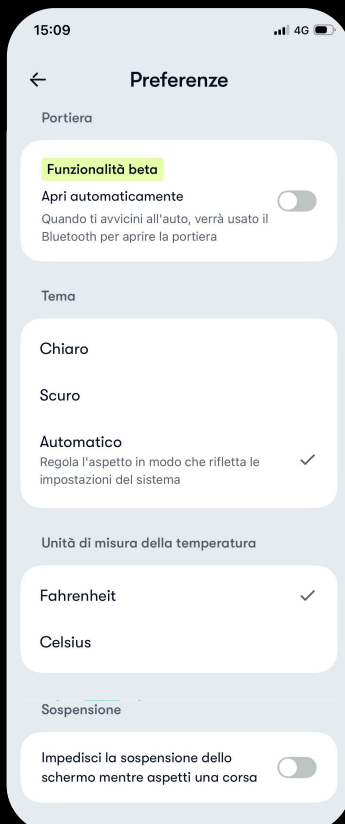 15:09
4G
Preferenze
Portiera
Funzionalità beta
Apri automaticamente
Quando ti avvicini all'auto, verrà usato il
Bluetooth per aprire la portiera
Tema
Chiaro
Scuro
Automatico
Regola l'aspetto in modo che rifletta le
impostazioni del sistema
Unità di misura della temperatura
Fahrenheit
Celsius
Sospensione
Impedisci la sospensione dello
schermo mentre aspetti una corsa